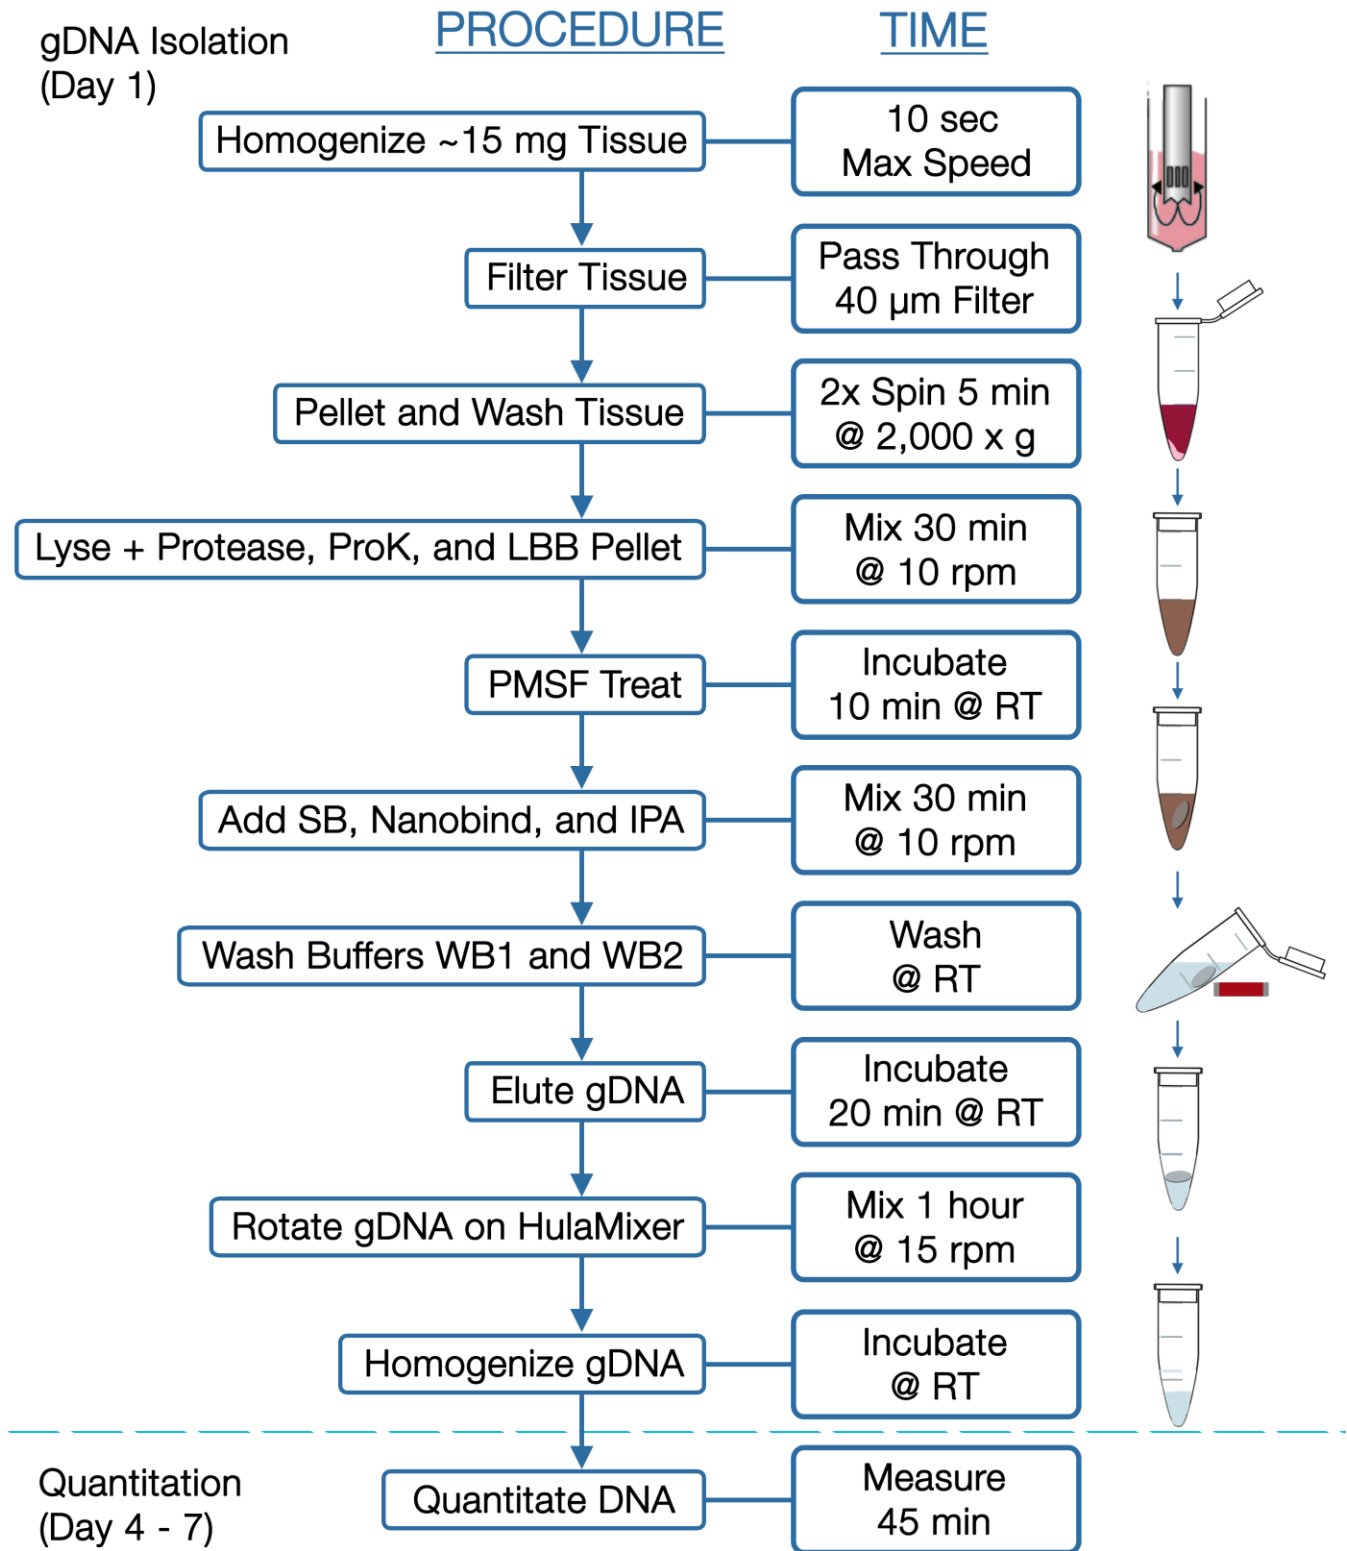 gDNA Isolation
(Day 1)
PROCEDURE
TIME
Homogenize ~15 mg Tissue
10 sec
Max Speed
Filter Tissue
Pass Through
40 µm Filter
Pellet and Wash Tissue
2x Spin 5 min
@ 2,000 x g
Lyse + Protease, ProK, and LBB Pellet
Mix 30 min
@ 10 rpm
PMSF Treat
Incubate
10 min @ RT
Add SB, Nanobind, and IPA
Mix 30 min
@ 10 rpm
Wash Buffers WB1 and WB2
Wash
@ RT
Elute gDNA
Incubate
20 min @ RT
Rotate gDNA on HulaMixer
Mix 1 hour
@ 15 rpm
Homogenize gDNA
Incubate
@ RT
Quantitation
(Day 4 - 7)
Quantitate DNA
Measure
45 min